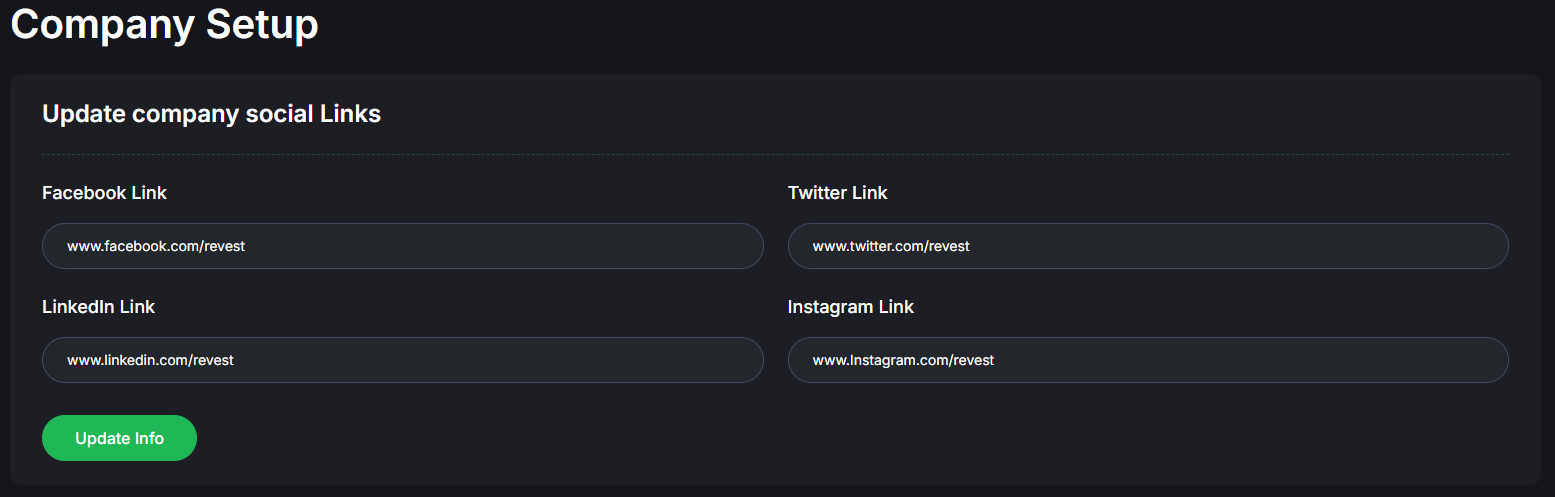 Company Setup
Update company social Links
Facebook Link
Twitter Link
www.facebook.com/revest
www.twitter.com/revest
LinkedIn Link
Instagram Link
www.linkedin.com/revest
www.Instagram.com/revest
Update Info